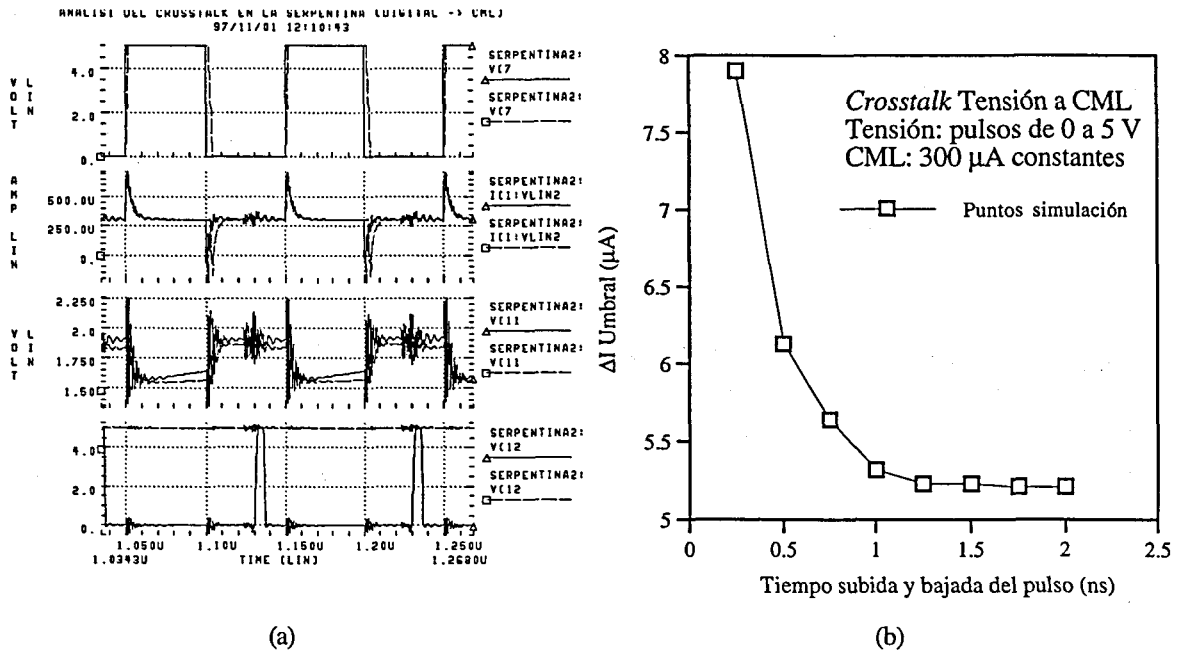 ANALISI DEL CROSSTALK EN LA SERPENTINA (DIGITAL -> CML)
97/11/01 12:10:43
VOLT LIN
4.0
2.0
0.
SERPENTINA2:
V(7
SERPENTINA2:
V(7
AMP LIN
500.0U
250.0U
0.
SERPENTINA2:
I(1:VLIN2
SERPENTINA2:
I(1:VLIN2
VOLT LIN
2.250
2.0
1.750
1.50
SERPENTINA2:
V(11
SERPENTINA2:
V(11
VOLT LIN
4.0
2.0
0.
SERPENTINA2:
V(12
SERPENTINA2:
V(12
1.050U 1.10U 1.150U 1.20U 1.250U
1.0343U TIME (LIN) 1.2680U
(a)
Crosstalk Tensión a CML
Tensión: pulsos de 0 a 5 V
CML: 300 μA constantes
Puntos simulación
ΔI Umbral (μA)
8
7.5
7
6.5
6
5.5
5
0 0.5 1 1.5 2 2.5
Tiempo subida y bajada del pulso (ns)
(b)